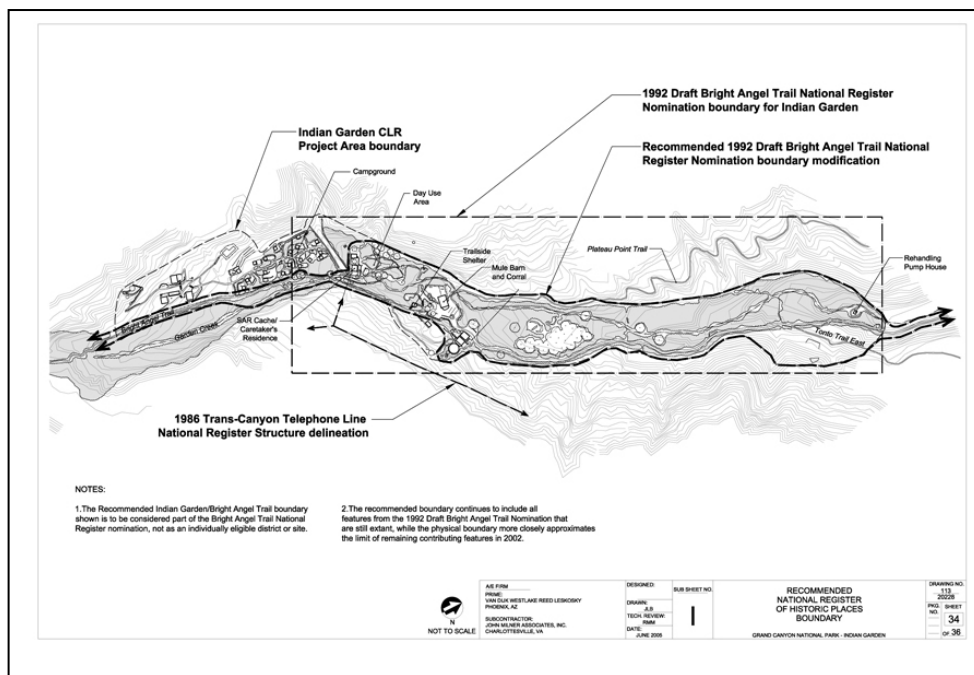 1992 Draft Bright Angel Trail National Register
Nomination boundary for Indian Garden
Indian Garden CLR
Project Area boundary
Recommended 1992 Draft Bright Angel Trail National
Register Nomination boundary modification
Campground
Day Use
Area
Trailside
Shelter
Mule Barn
and Corral
Plateau Point Trail
Rehandling
Pump House
Bright Angel Trail
Garden Creek
SAR Cache/
Caretaker's
Residence
Tonto Trail East
1986 Trans-Canyon Telephone Line
National Register Structure delineation
NOTES:
1.The Recommended Indian Garden/Bright Angel Trail boundary
shown is to be considered part of the Bright Angel Trail National
Register nomination, not as an individually eligible district or site.
2.The recommended boundary continues to include all
features from the 1992 Draft Bright Angel Trail Nomination that
are still extant, while the physical boundary more closely approximates
the limit of remaining contributing features in 2002.
N
NOT TO SCALE
A/E FIRM
PRIME:
VAN DIJK WESTLAKE REED LESKOSKY
PHOENIX, AZ
SUBCONTRACTOR:
JOHN MILNER ASSOCIATES, INC.
CHARLOTTESVILLE, VA
DESIGNED:
DRAWN:
JLB
TECH. REVIEW:
RMM
DATE:
JUNE 2005
SUB SHEET NO.
I
RECOMMENDED
NATIONAL REGISTER
OF HISTORIC PLACES
BOUNDARY
GRAND CANYON NATIONAL PARK - INDIAN GARDEN
DRAWING NO.
113
20228
PKG. NO.
SHEET
34
OF 36